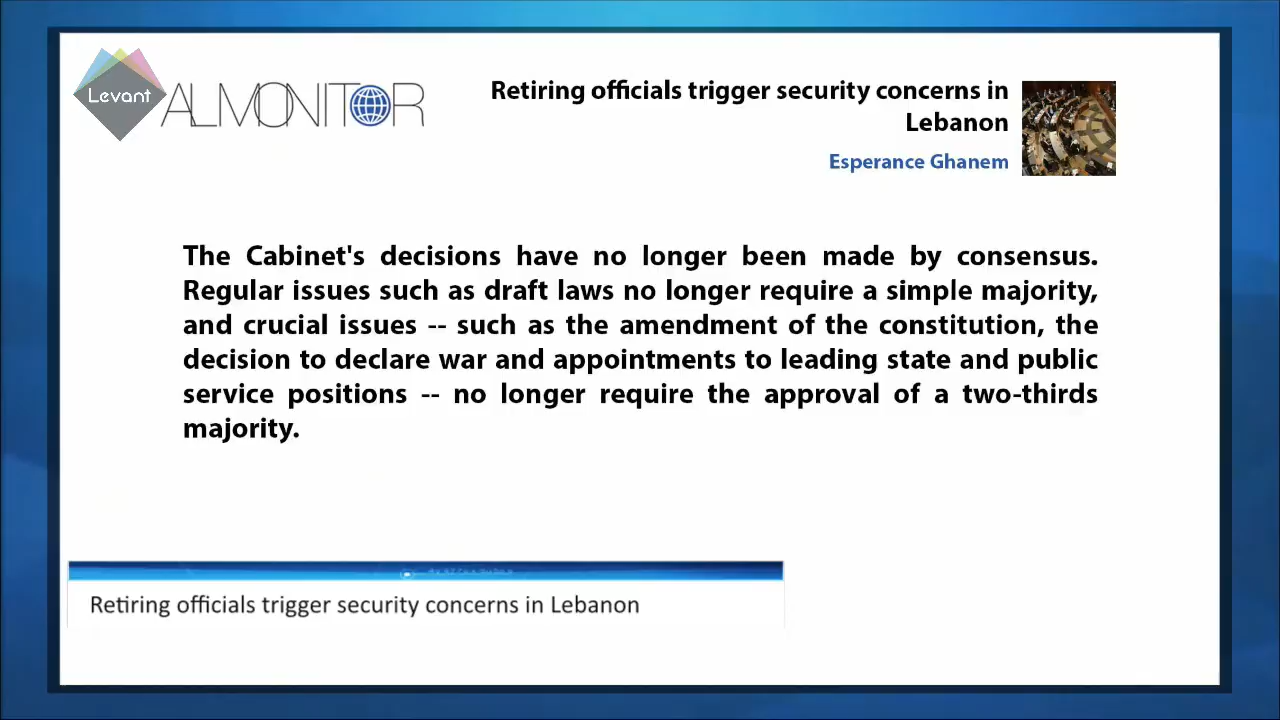 Levant
ALMONITOR
Retiring officials trigger security concerns in
Lebanon
Esperance Ghanem
The Cabinet's decisions have no longer been made by consensus.
Regular issues such as draft laws no longer require a simple majority,
and crucial issues -- such as the amendment of the constitution, the
decision to declare war and appointments to leading state and public
service positions -- no longer require the approval of a two-thirds
majority.
Retiring officials trigger security concerns in Lebanon